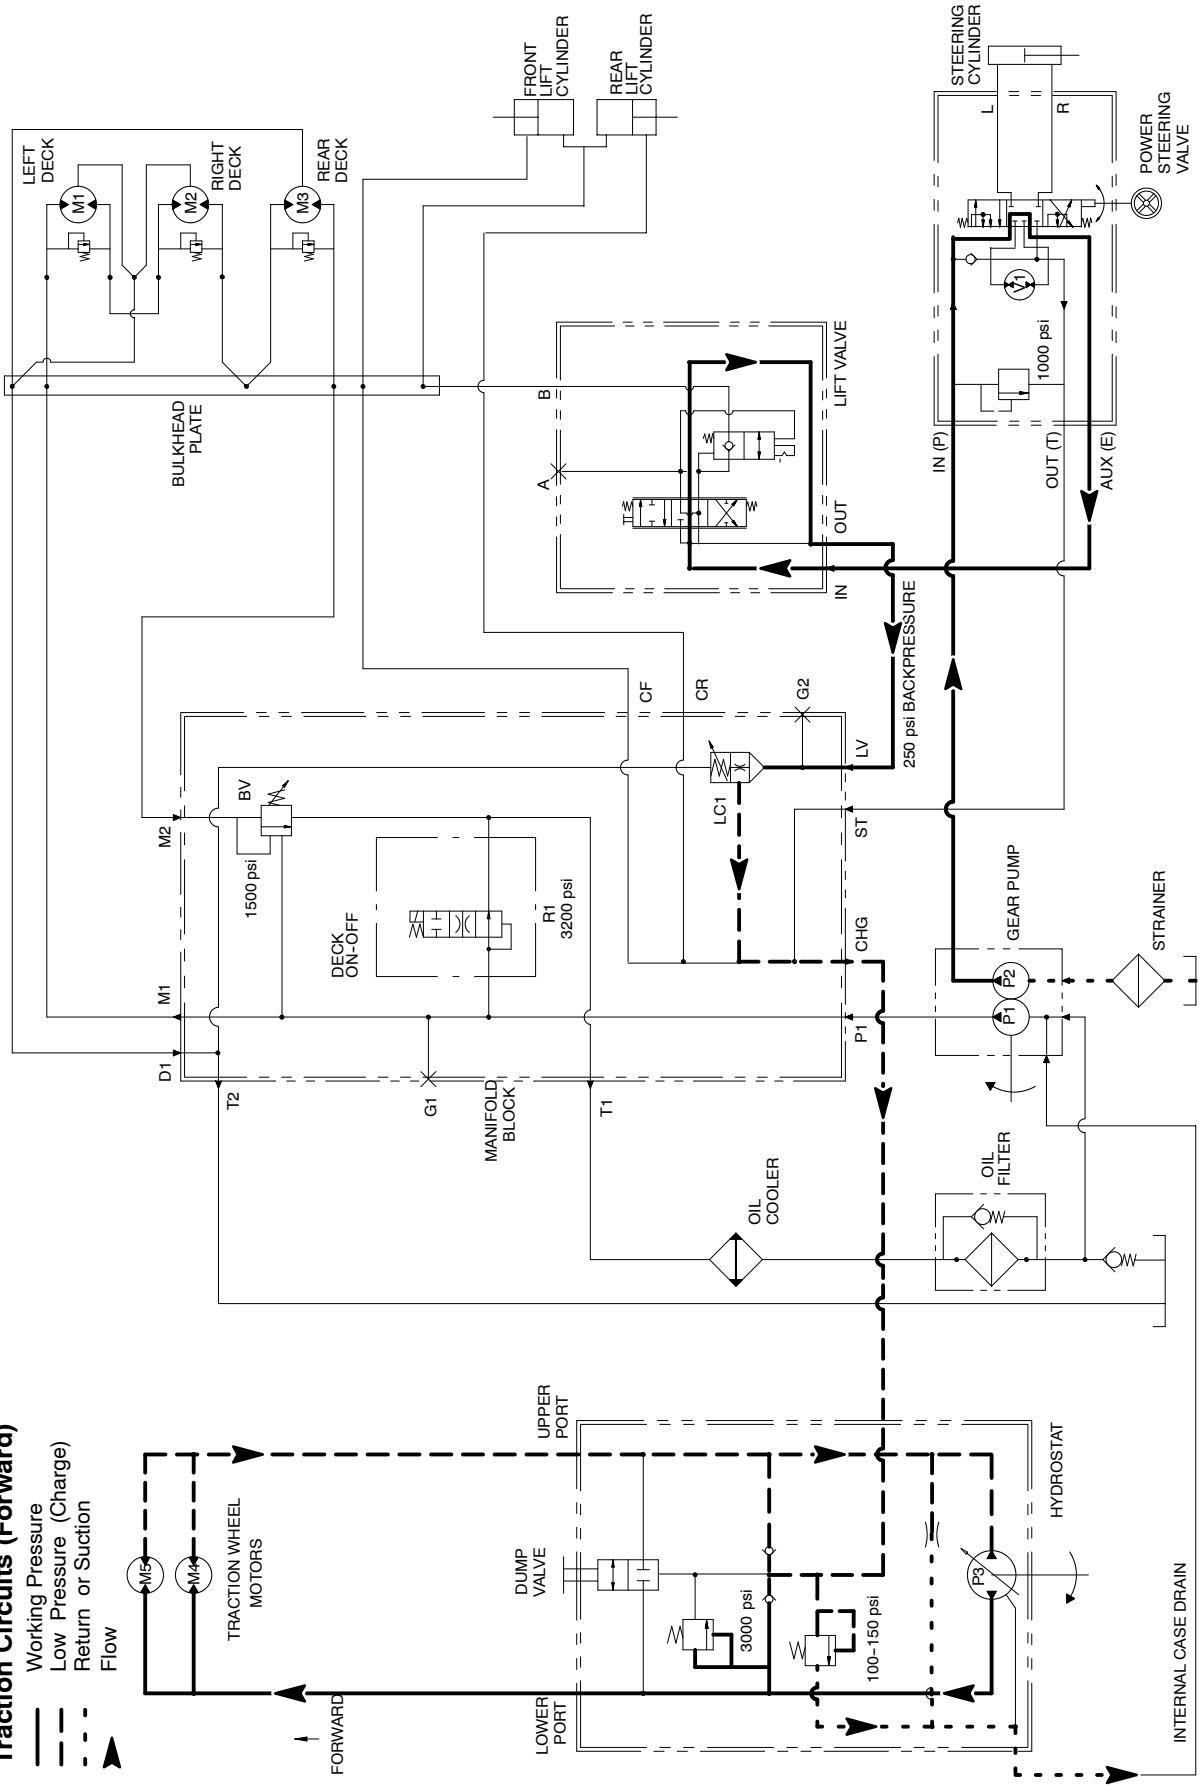 Traction Circuits (Forward)
Working Pressure
Low Pressure (Charge)
Return or Suction
Flow
FORWARD
M5
M4
TRACTION WHEEL
MOTORS
LOWER
PORT
UPPER
PORT
DUMP
VALVE
3000 psi
100-150 psi
P3
HYDROSTAT
INTERNAL CASE DRAIN
LEFT
DECK
M1
M2
RIGHT
DECK
M3
REAR
DECK
BULKHEAD
PLATE
FRONT
LIFT
CYLINDER
REAR
LIFT
CYLINDER
D1
M1
M2
T2
1500 psi
BV
DECK
ON-OFF
R1
3200 psi
G1
MANIFOLD
BLOCK
T1
LC1
CF
CR
G2
P1
CHG
ST
LV
250 psi BACKPRESSURE
A
B
IN
OUT
LIFT VALVE
OIL
COOLER
OIL
FILTER
GEAR PUMP
P1
P2
STRAINER
IN (P)
OUT (T)
AUX (E)
1000 psi
V1
L
R
STEERING
CYLINDER
POWER
STEERING
VALVE